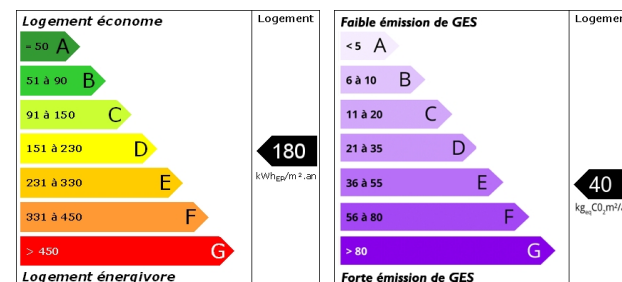 Logement économe
Logement
= 50 A
51 à 90 B
91 à 150 C
151 à 230 D
231 à 330 E
331 à 450 F
> 450 G
180
kWhEP/m².an
Logement énergivore
Faible émission de GES
Logemer
< 5 A
6 à 10 B
11 à 20 C
21 à 35 D
36 à 55 E
56 à 80 F
> 80 G
40
kgeqCO2m²/a
Forte émission de GES